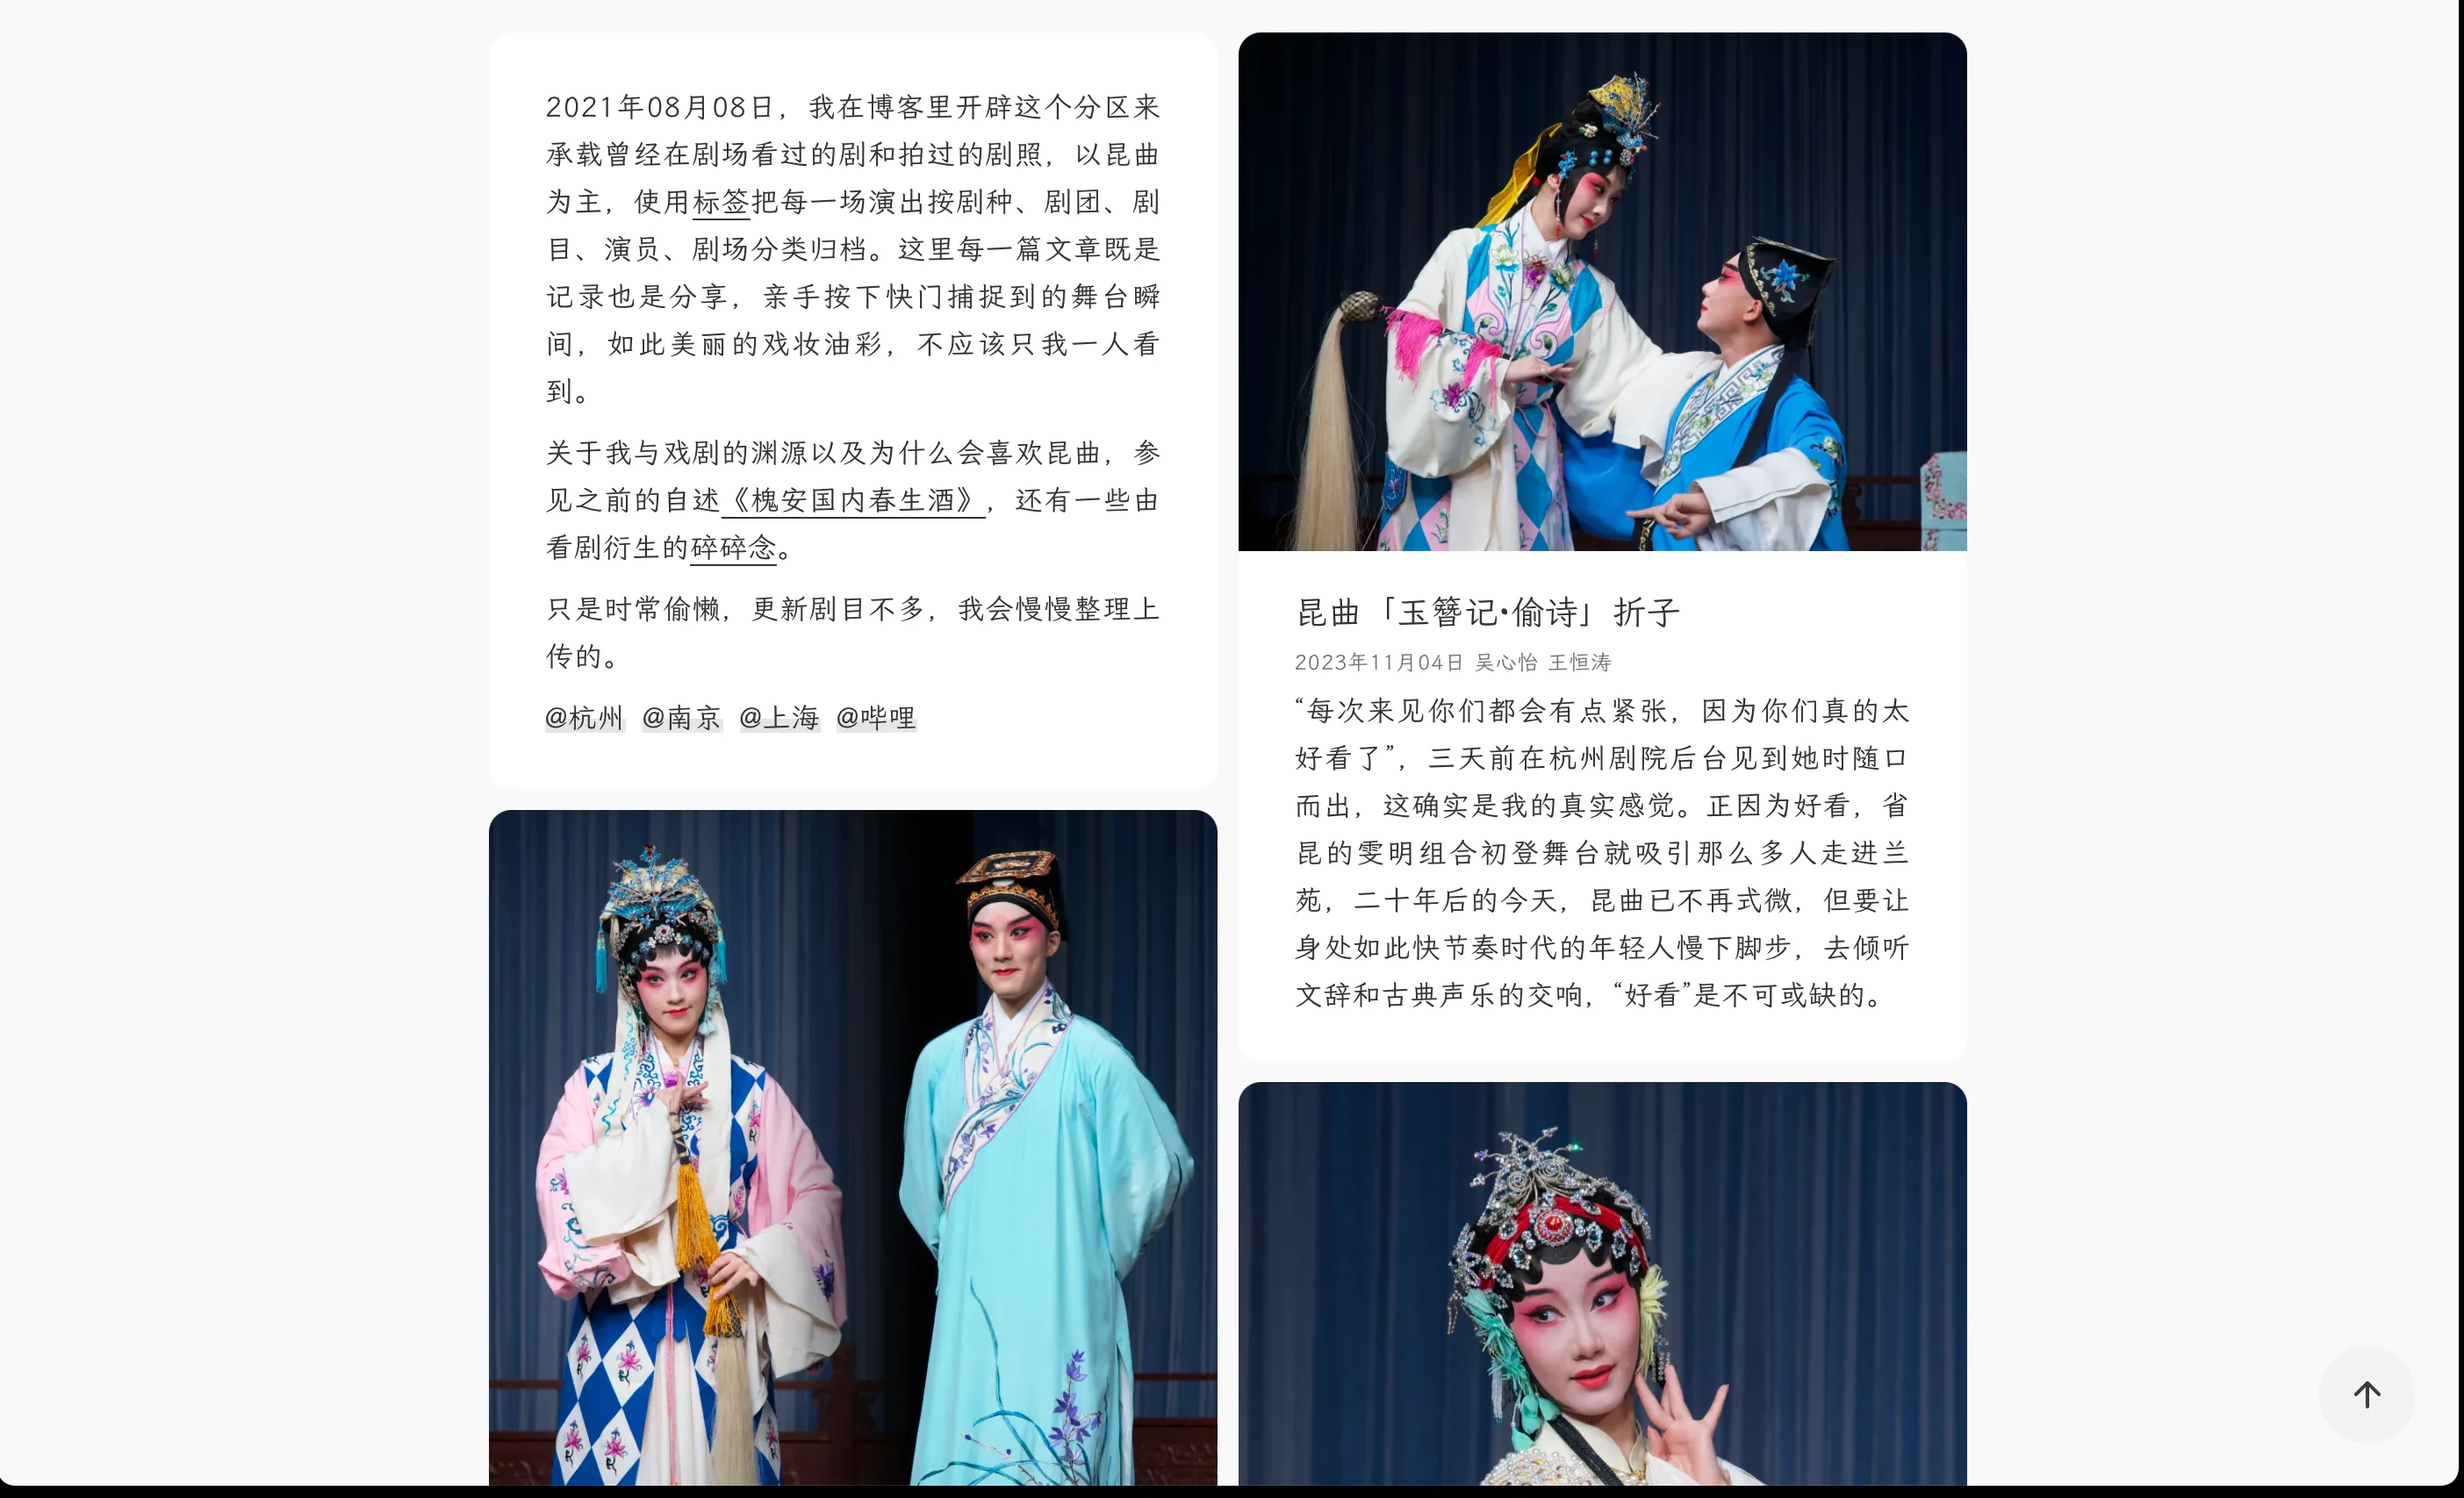 2021年08月08日，我在博客里开辟这个分区来
承载曾经在剧场看过的剧和拍过的剧照，以昆曲
为主，使用标签把每一场演出按剧种、剧团、剧
目、演员、剧场分类归档。这里每一篇文章既是
记录也是分享，亲手按下快门捕捉到的舞台瞬
间，如此美丽的戏妆油彩，不应该只我一人看
到。
关于我与戏剧的渊源以及为什么会喜欢昆曲，参
见之前的自述《槐安国内春生酒》，还有一些由
看剧衍生的碎碎念。
只是时常偷懒，更新剧目不多，我会慢慢整理上
传的。
@杭州 @南京 @上海 @哔哩
昆曲「玉簪记•偷诗」折子
2023年11月04日 吴心怡 王恒涛
“每次来见你们都会有点紧张，因为你们真的太
好看了”，三天前在杭州剧院后台见到她时随口
而出，这确实是我的真实感觉。正因为好看，省
昆的雯明组合初登舞台就吸引那么多人走进兰
苑，二十年后的今天，昆曲已不再式微，但要让
身处如此快节奏时代的年轻人慢下脚步，去倾听
文辞和古典声乐的交响，“好看”是不可或缺的。